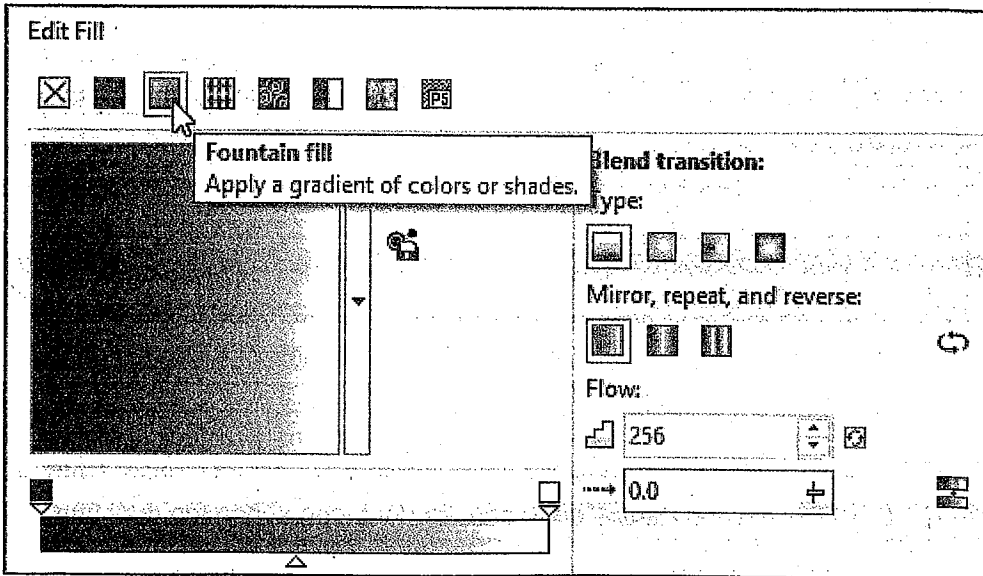 Edit Fill
PS
Fountain fill
Apply a gradient of colors or shades.
Blend transition:
Type:
Mirror, repeat, and reverse:
Flow:
256
0.0